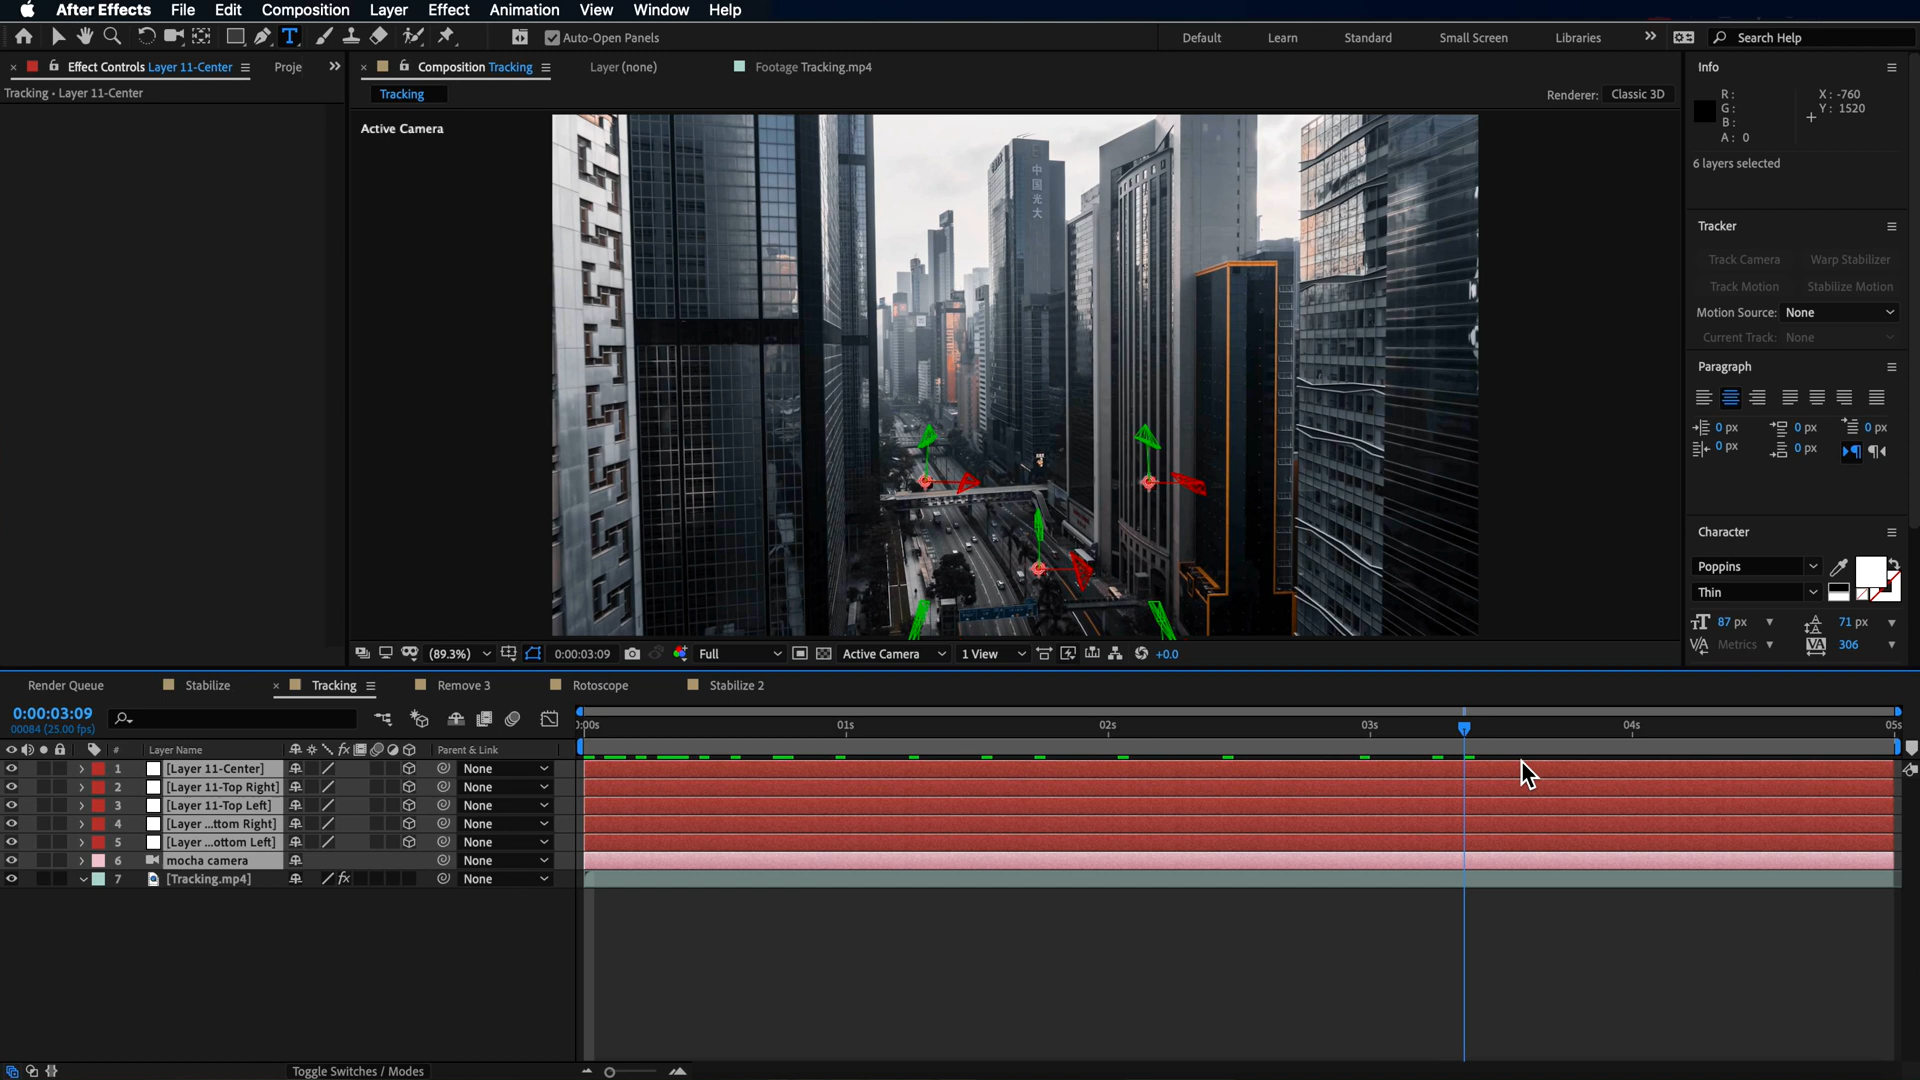 After Effects File Edit Composition Layer Effect Animation View Window Help
Auto-Open Panels Default Learn Standard Small Screen Libraries Search Help
Effect Controls Layer 11-Center Proje
Composition Tracking Layer (none) Footage Tracking.mp4
Tracking • Layer 11-Center
Tracking
Renderer: Classic 3D
Active Camera
中国光大
(89.3%) 0:00:03:09 Full Active Camera 1 View +0.0
Info
R: X: -760
G: Y: 1520
B:
A: 0
6 layers selected
Tracker
Track Camera Warp Stabilizer
Track Motion Stabilize Motion
Motion Source: None
Current Track: None
Paragraph
0 px 0 px 0 px
0 px 0 px
Character
Poppins
Thin
87 px 71 px
Metrics 306
Render Queue Stabilize Tracking Remove 3 Rotoscope Stabilize 2
0:00:03:09
00084 (25.00 fps)
):00s 01s 02s 03s 04s 05s
# Layer Name fx Parent & Link
1 [Layer 11-Center] None
2 [Layer 11-Top Right] None
3 [Layer 11-Top Left] None
4 [Layer ...ttom Right] None
5 [Layer ...ottom Left] None
6 mocha camera None
7 [Tracking.mp4] fx None
Toggle Switches / Modes